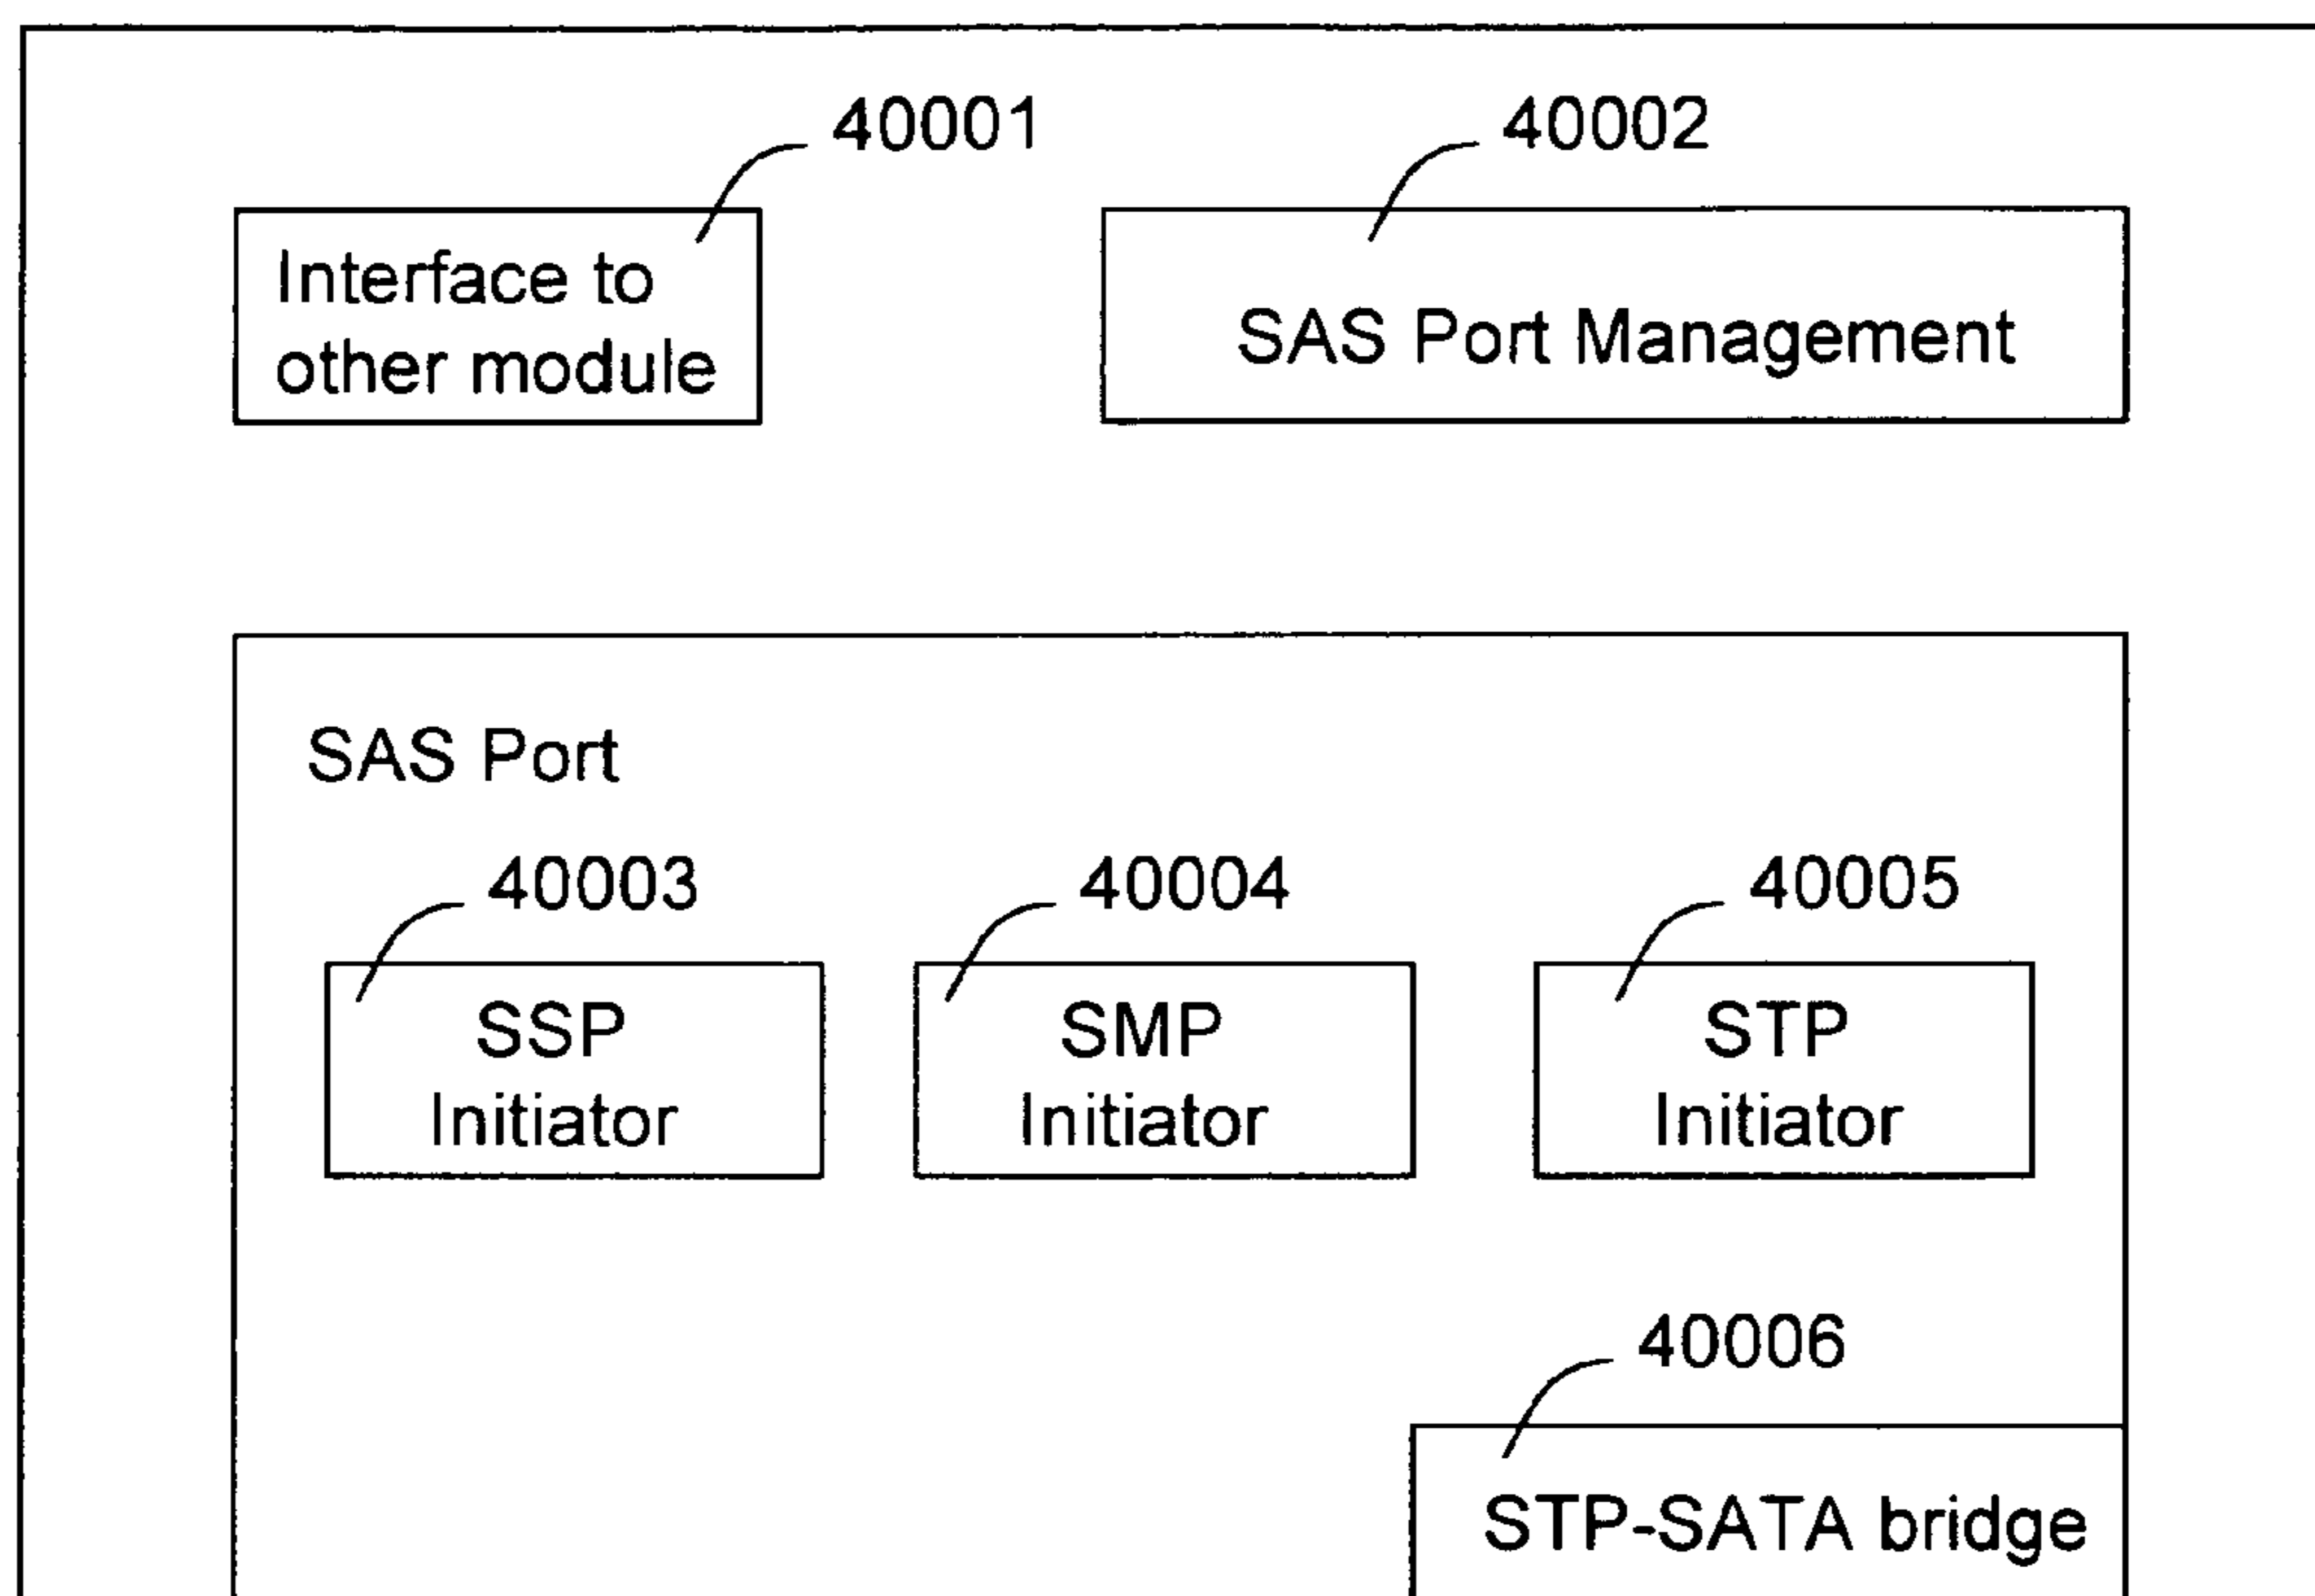 40001
40002
Interface to
other module
SAS Port Management
SAS Port
40003
40004
40005
SSP
Initiator
SMP
Initiator
STP
Initiator
40006
STP-SATA bridge